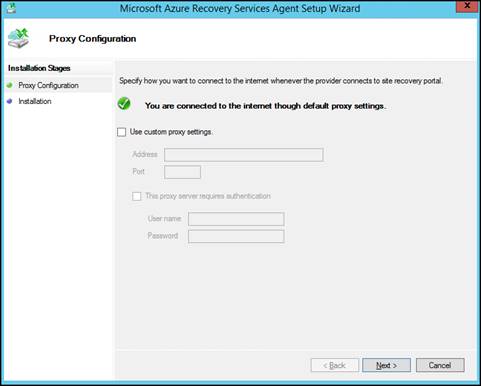 Microsoft Azure Recovery Services Agent Setup Wizard
x
Proxy Configuration
Installation Stages
Proxy Configuration
Installation
Specify how you want to connect to the internet whenever the provider connects to site recovery portal.
You are connected to the internet though default proxy settings.
Use custom proxy settings.
Address
Port
This proxy server requires authentication
User name
Password
< Back
Next >
Cancel